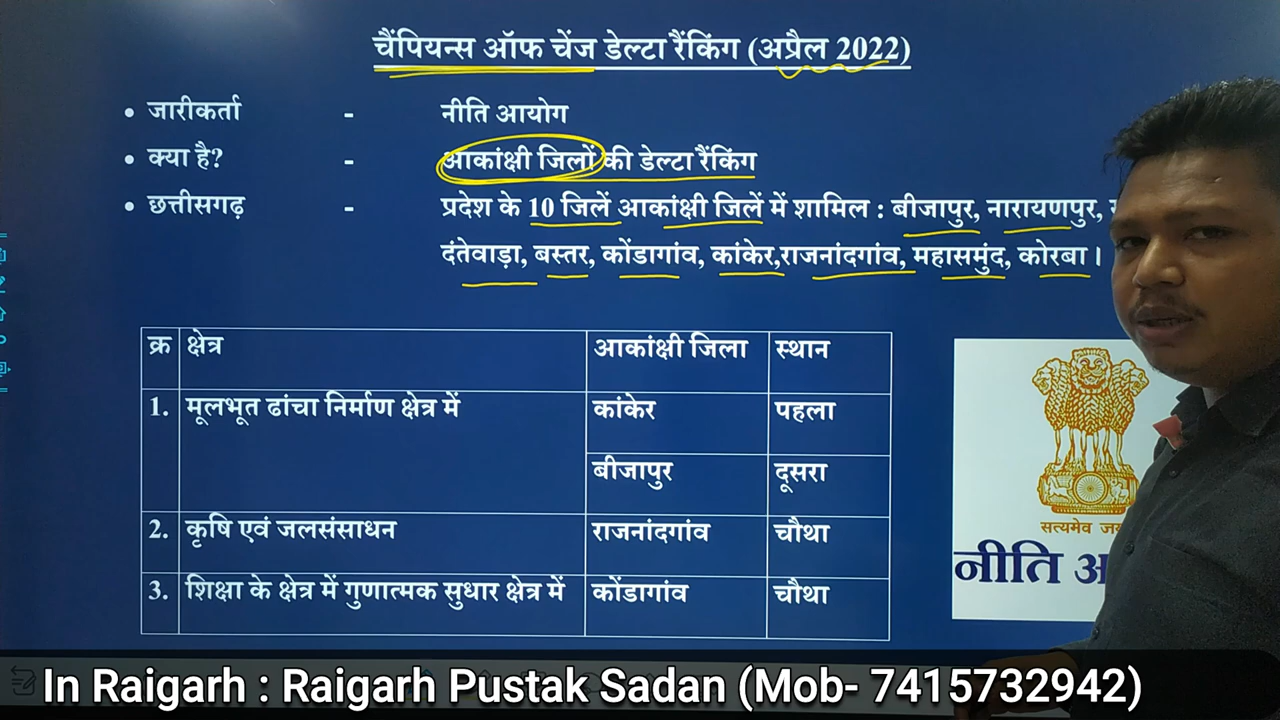 चैंपियन्स ऑफ चेंज डेल्टा रैंकिंग (अप्रैल 2022)
• जारीकर्ता - नीति आयोग
• क्या है? - आकांक्षी जिलों की डेल्टा रैंकिंग
• छत्तीसगढ़ - प्रदेश के 10 जिलें आकांक्षी जिलें में शामिल : बीजापुर, नारायणपुर,
दंतेवाड़ा, बस्तर, कोंडागांव, कांकेर,राजनांदगांव, महासमुंद, कोरबा।
क्र क्षेत्र आकांक्षी जिला स्थान
1. मूलभूत ढांचा निर्माण क्षेत्र में कांकेर पहला
बीजापुर दूसरा
2. कृषि एवं जलसंसाधन राजनांदगांव चौथा
3. शिक्षा के क्षेत्र में गुणात्मक सुधार क्षेत्र में कोंडागांव चौथा
सत्यमेव
नीति
In Raigarh : Raigarh Pustak Sadan (Mob- 7415732942)